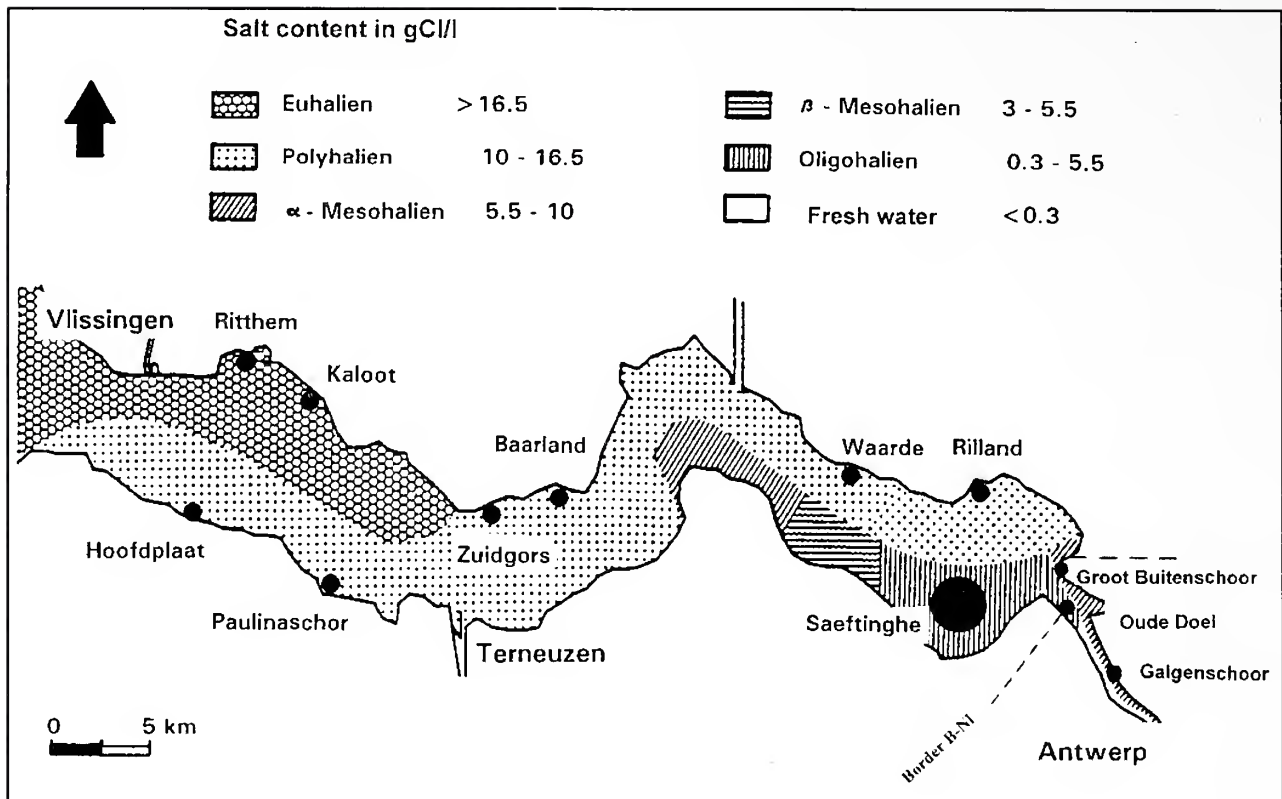 Salt content in gCl/l
Euhalien >16.5
Polyhalien 10 - 16.5
α - Mesohalien 5.5 - 10
β - Mesohalien 3 - 5.5
Oligohalien 0.3 - 5.5
Fresh water <0.3
Vlissingen
Ritthem
Kaloot
Baarland
Waarde
Rilland
Hoofdplaat
Zuidgors
Groot Buitenschoor
Paulinaschor
Saeftinghe
Oude Doel
Terneuzen
Galgenschoor
0 5 km
Border B-Nl
Antwerp